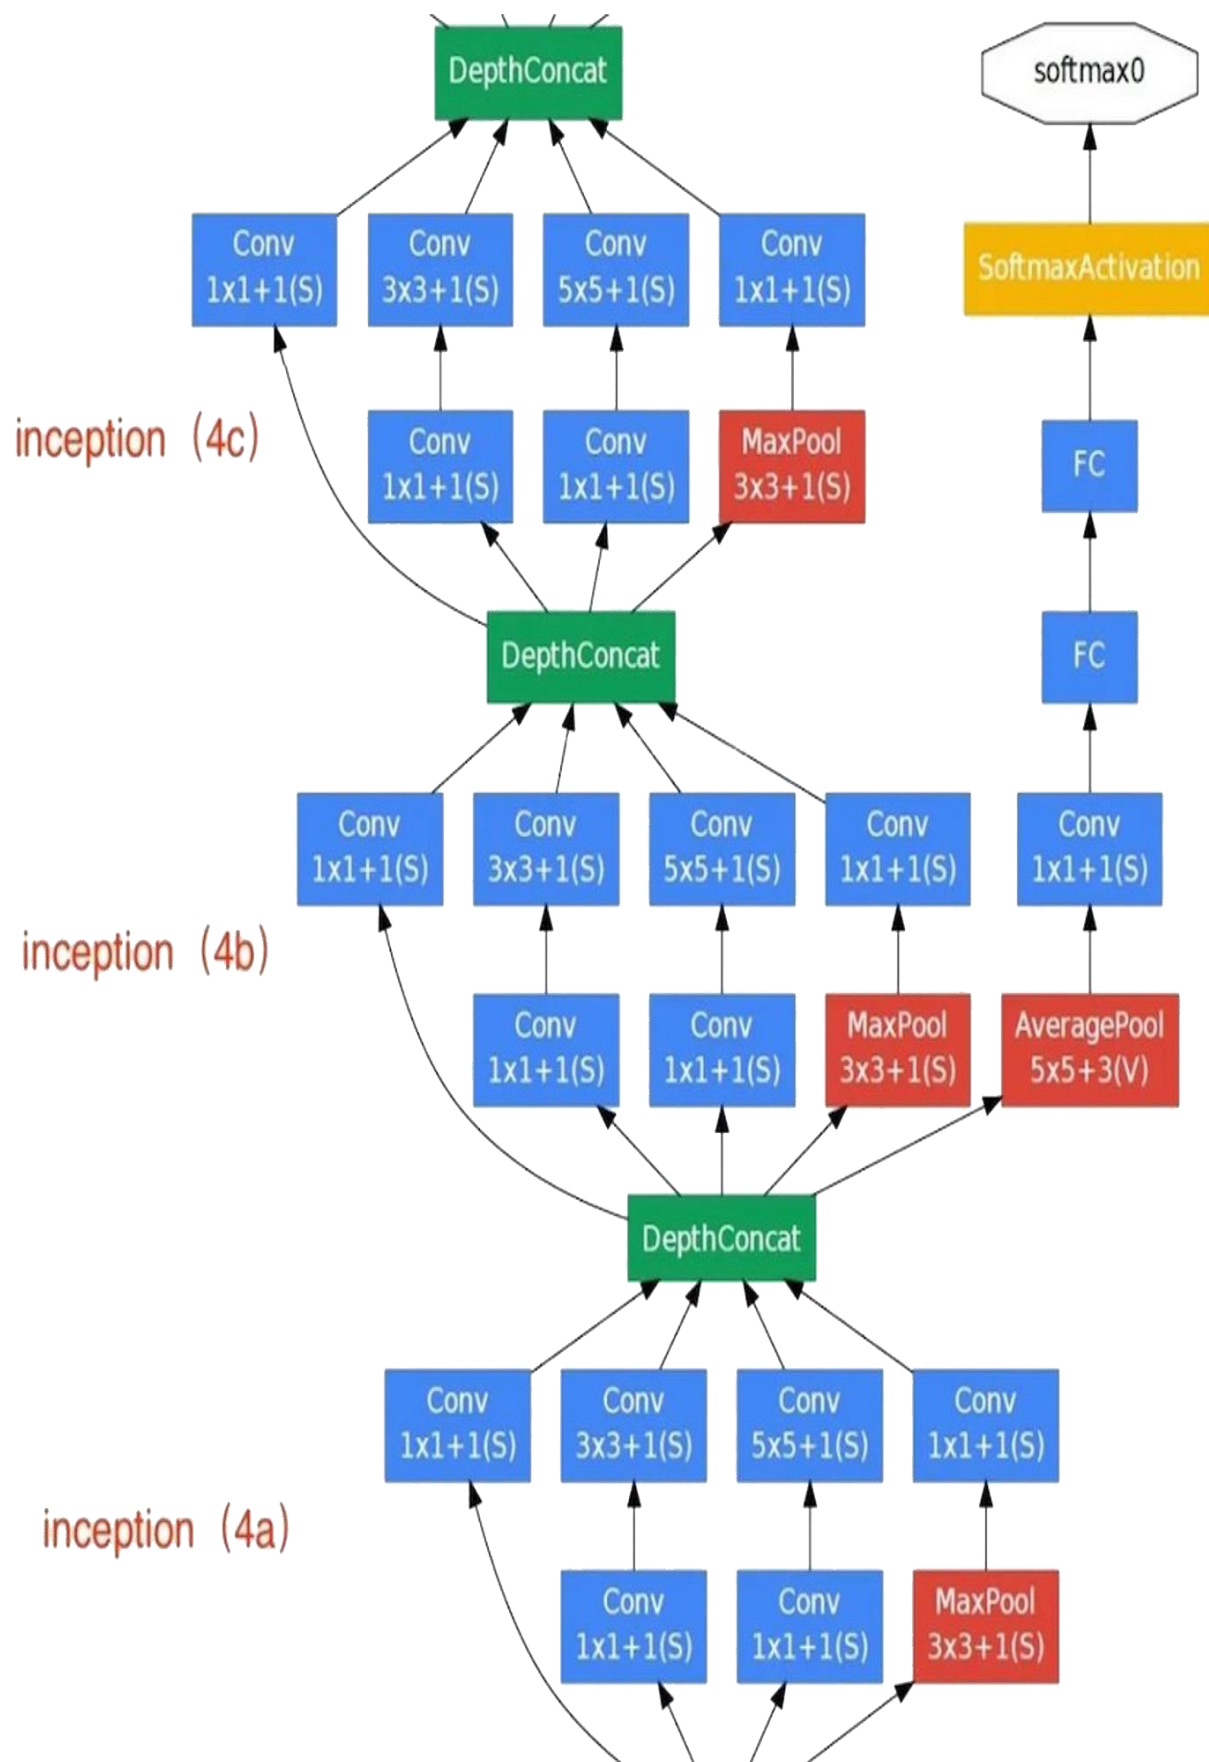 DepthConcat
softmax0
Conv
1x1+1(S)
Conv
3x3+1(S)
Conv
5x5+1(S)
Conv
1x1+1(S)
SoftmaxActivation
inception (4c)
Conv
1x1+1(S)
Conv
1x1+1(S)
MaxPool
3x3+1(S)
FC
DepthConcat
FC
Conv
1x1+1(S)
Conv
3x3+1(S)
Conv
5x5+1(S)
Conv
1x1+1(S)
Conv
1x1+1(S)
inception (4b)
Conv
1x1+1(S)
Conv
1x1+1(S)
MaxPool
3x3+1(S)
AveragePool
5x5+3(V)
DepthConcat
Conv
1x1+1(S)
Conv
3x3+1(S)
Conv
5x5+1(S)
Conv
1x1+1(S)
inception (4a)
Conv
1x1+1(S)
Conv
1x1+1(S)
MaxPool
3x3+1(S)